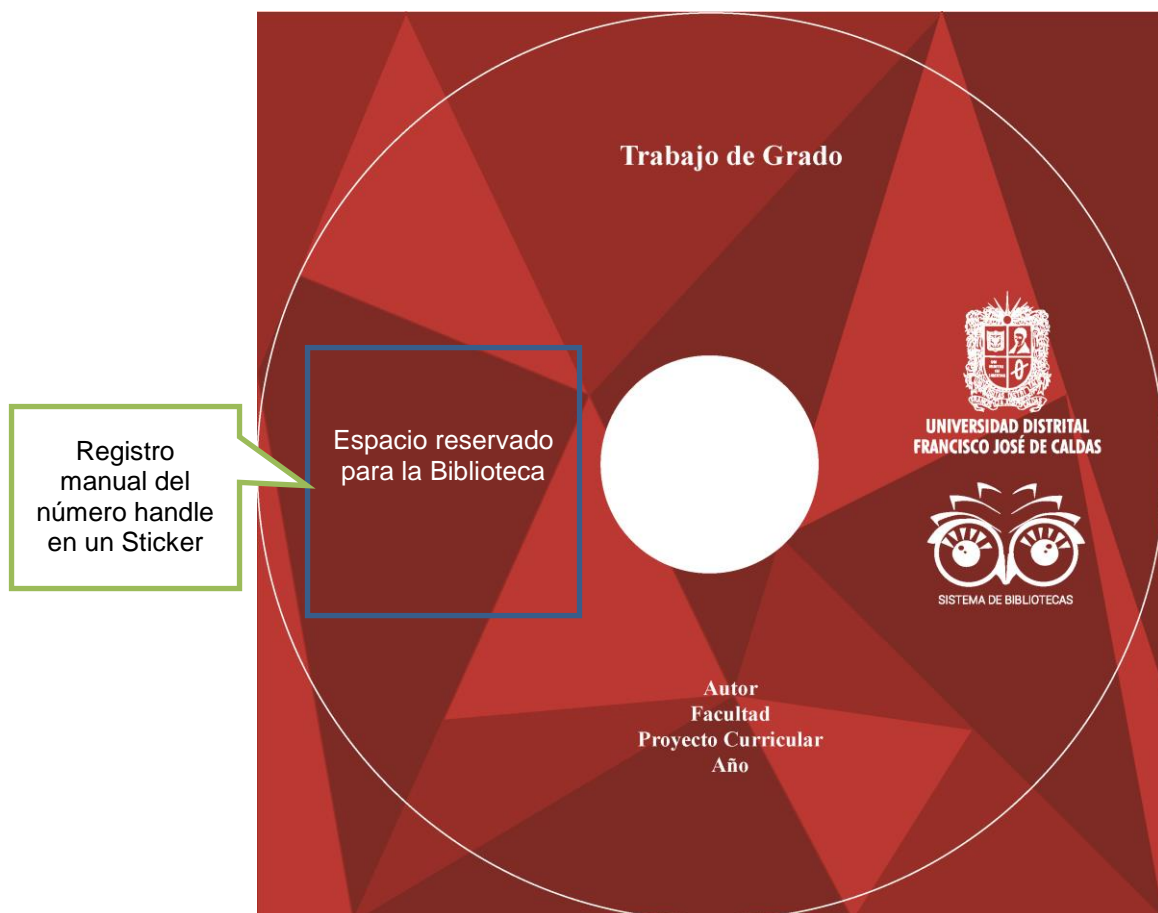 Trabajo de Grado
UNIVERSIDAD DISTRITAL
FRANCISCO JOSÉ DE CALDAS
Espacio reservado
para la Biblioteca
Registro
manual del
número handle
en un Sticker
SISTEMA DE BIBLIOTECAS
Autor
Facultad
Proyecto Curricular
Año